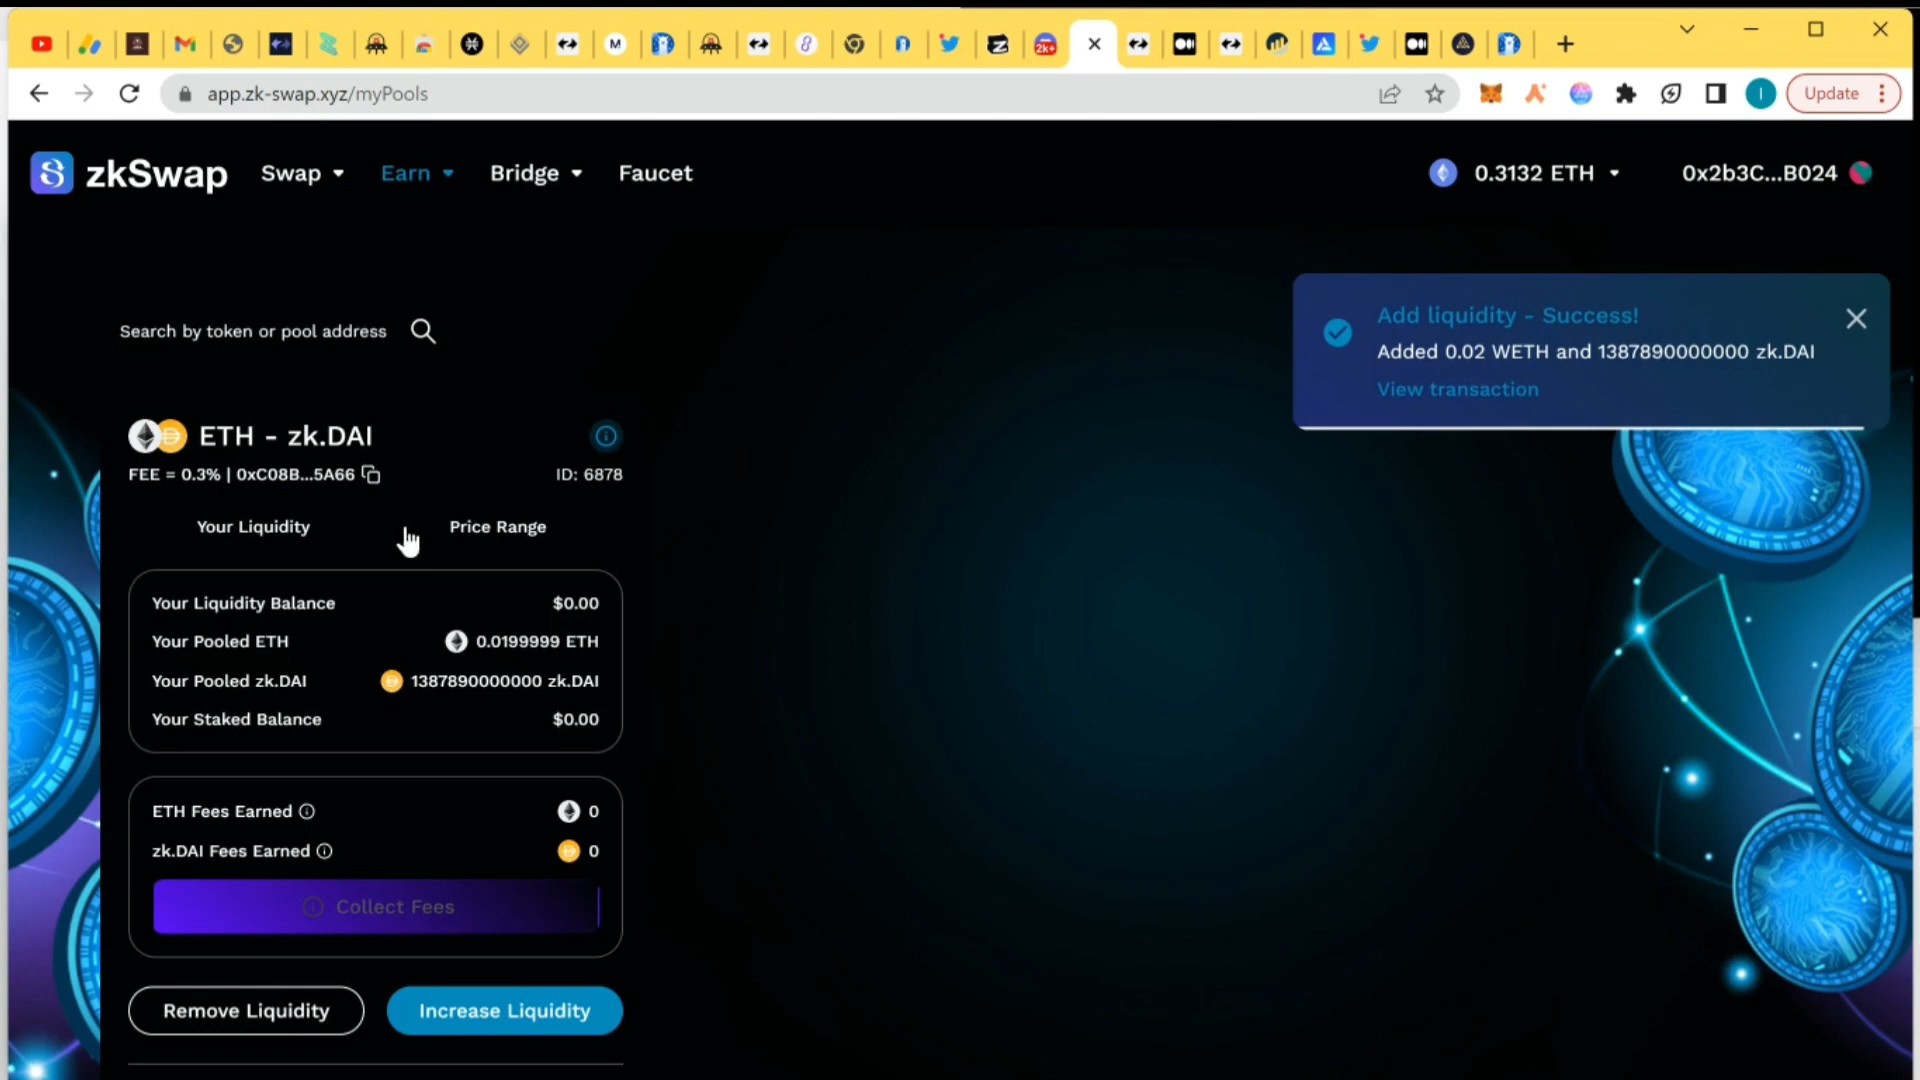 2k+
M
app.zk-swap.xyz/myPools
I
Update
zkSwap
Swap
Earn
Bridge
Faucet
0.3132 ETH
0x2b3C...B024
Search by token or pool address
Add liquidity - Success!
Added 0.02 WETH and 1387890000000 zk.DAI
View transaction
ETH - zk.DAI
FEE = 0.3% | 0xC08B...5A66
ID: 6878
Your Liquidity
Price Range
Your Liquidity Balance
$0.00
Your Pooled ETH
0.0199999 ETH
Your Pooled zk.DAI
1387890000000 zk.DAI
Your Staked Balance
$0.00
ETH Fees Earned
0
zk.DAI Fees Earned
0
Collect Fees
Remove Liquidity
Increase Liquidity